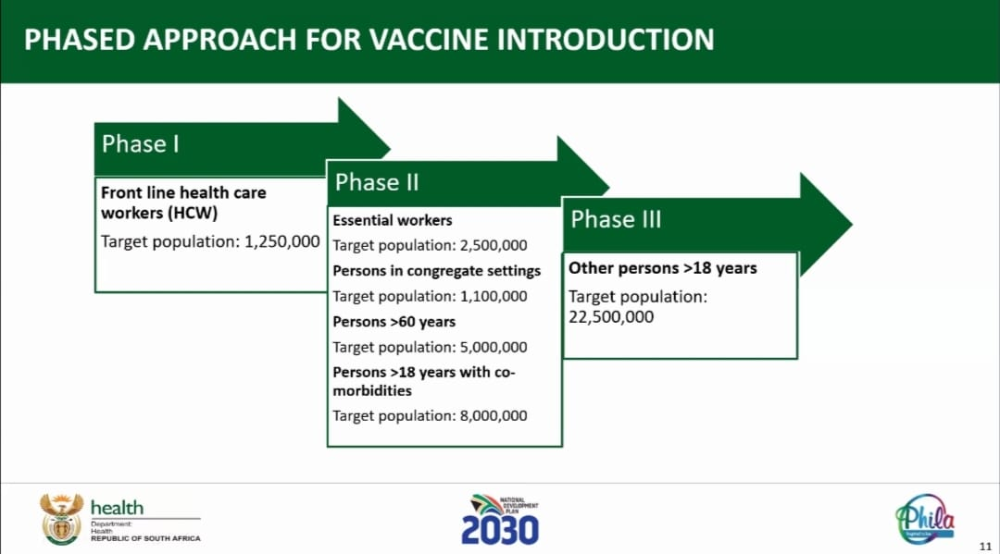 PHASED APPROACH FOR VACCINE INTRODUCTION
Phase I
Front line health care
workers (HCW)
Target population: 1,250,000
Phase II
Essential workers
Target population: 2,500,000
Persons in congregate settings
Target population: 1,100,000
Persons >60 years
Target population: 5,000,000
Persons >18 years with co-
morbidities
Target population: 8,000,000
Phase III
Other persons >18 years
Target population:
22,500,000
health
Department:
Health
REPUBLIC OF SOUTH AFRICA
NATIONAL
DEVELOPMENT
PLAN
2030
Phila
11